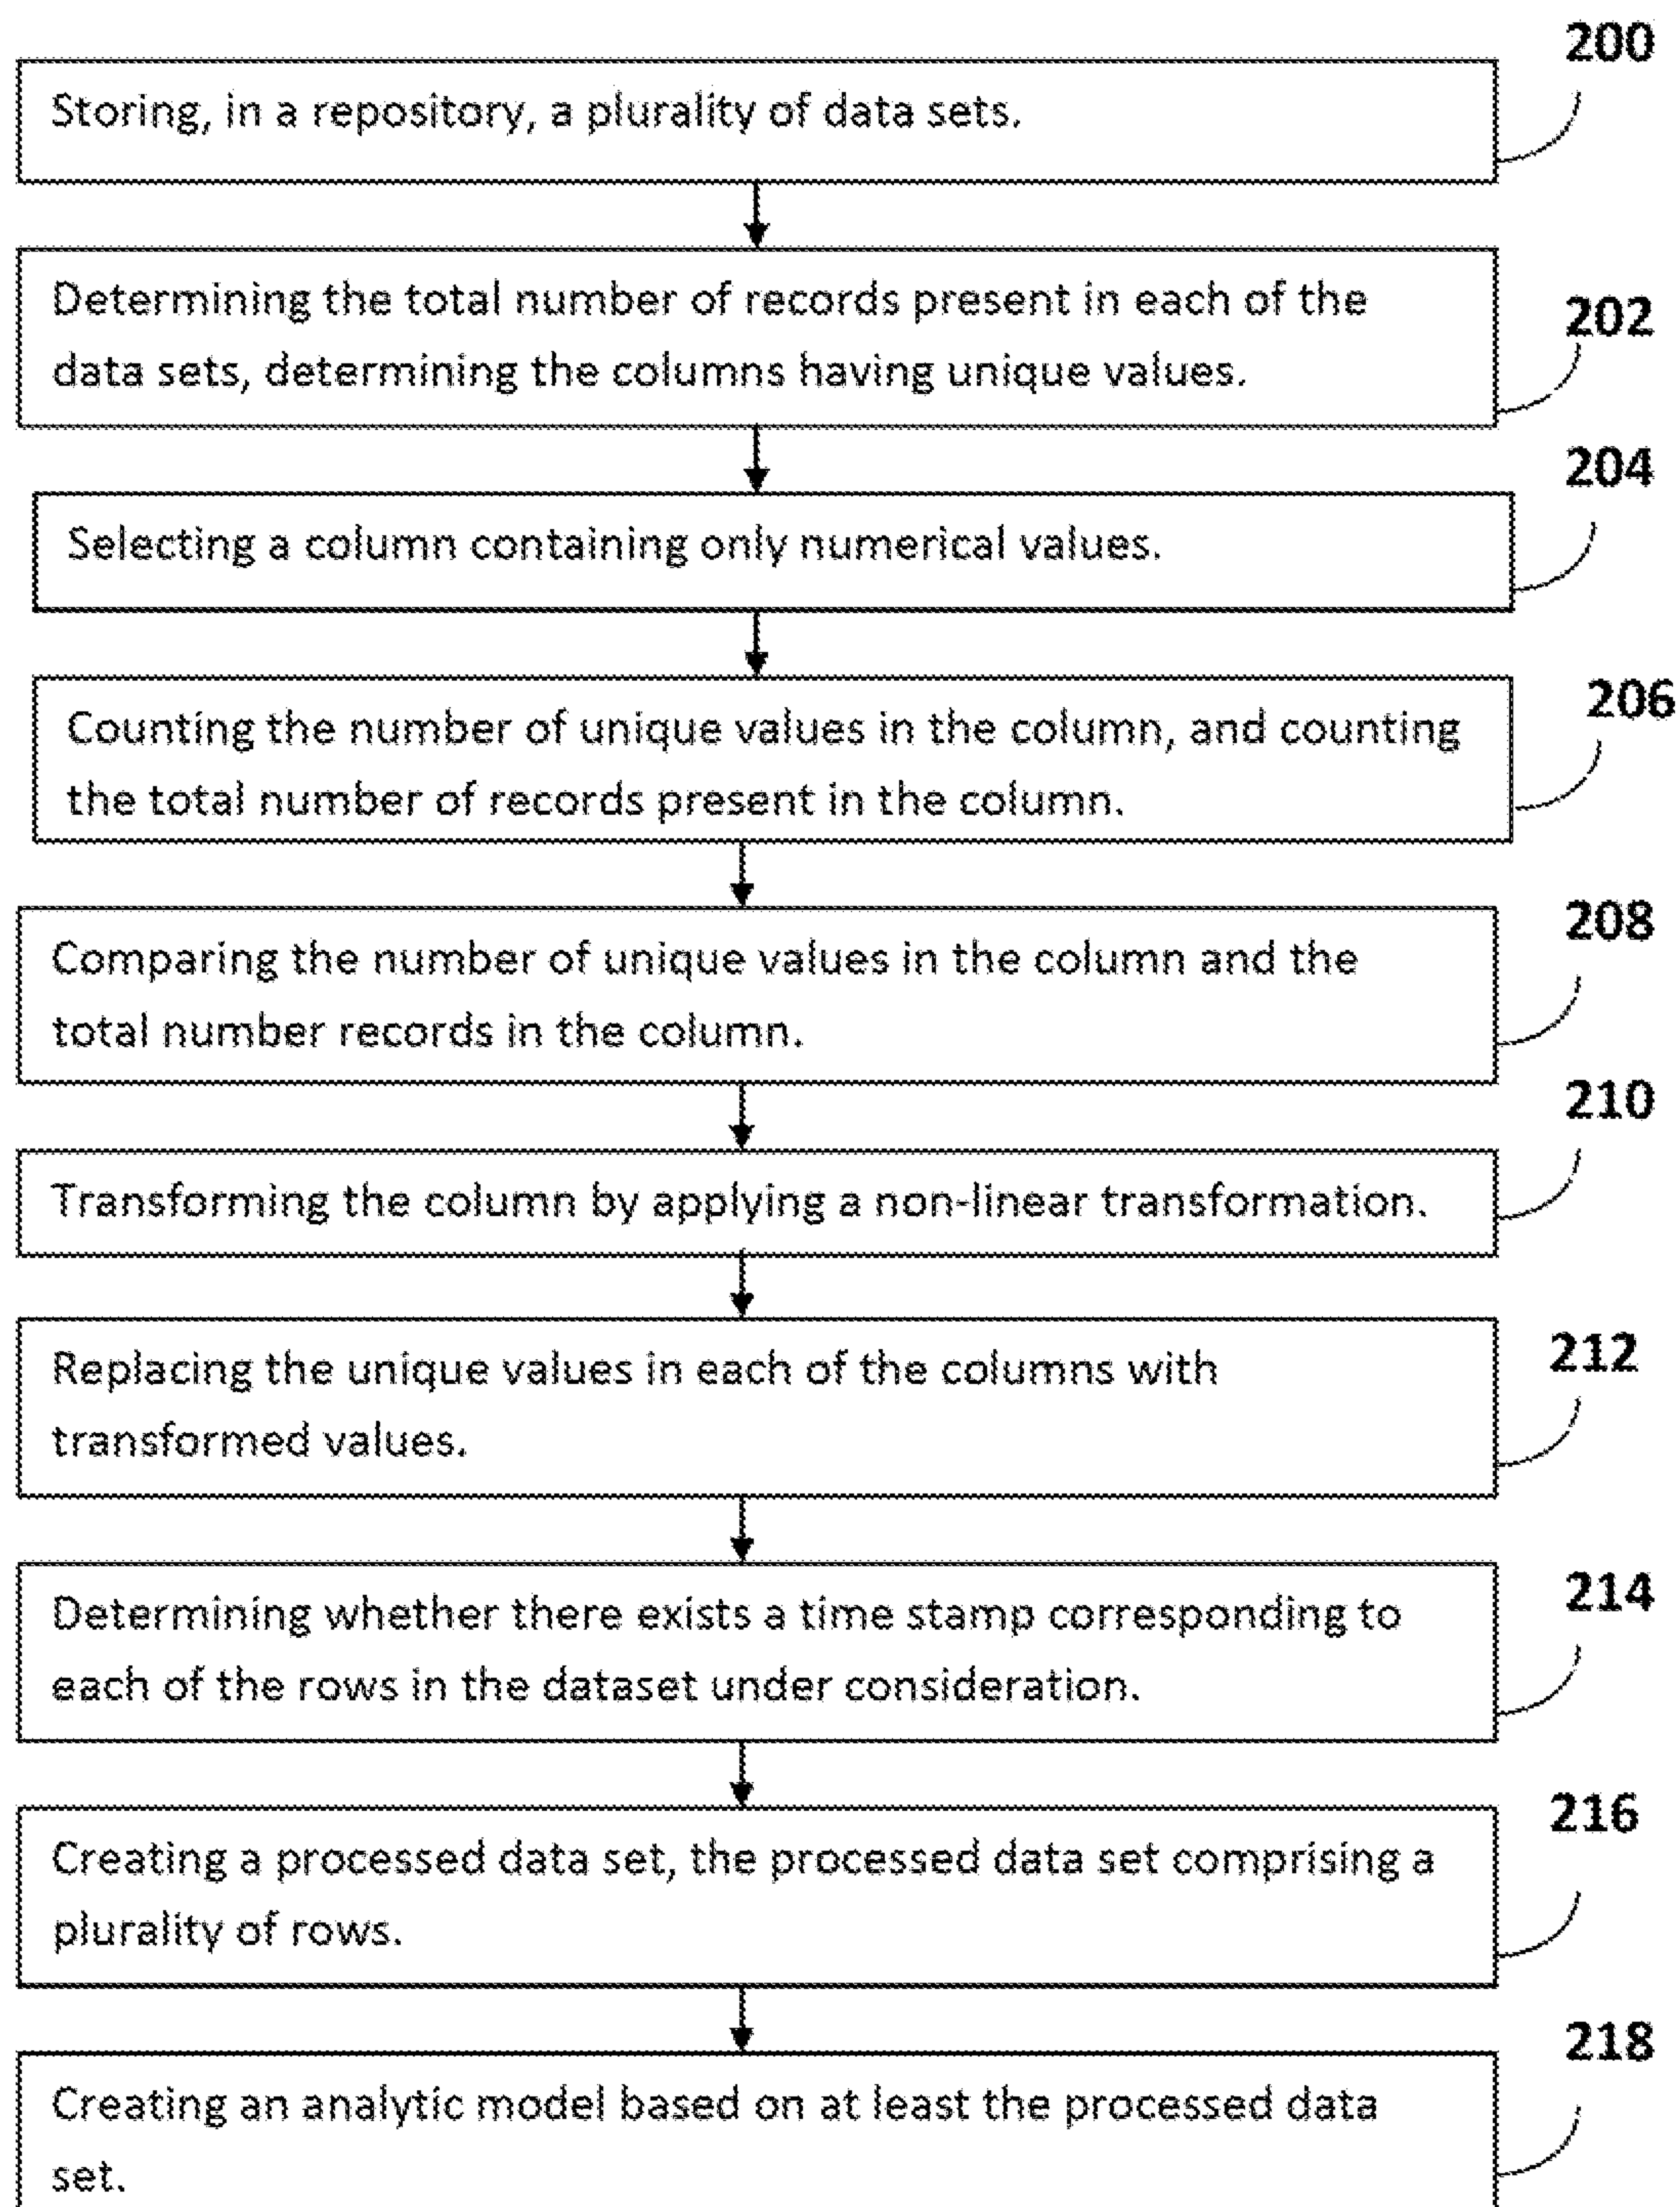 200
Storing, in a repository, a plurality of data sets.
Determining the total number of records present in each of the
202
data sets, determining the columns having unique values.
204
Selecting a column containing only numerical values.
206
Counting the number of unique values in the column, and counting
the total number of records present in the column.
208
Comparing the number of unique values in the column and the
total number records in the column.
210
Transforming the column by applying a non-linear transformation.
212
Replacing the unique values in each of the columns with
transformed values.
214
Determining whether there exists a time stamp corresponding to
each of the rows in the dataset under consideration.
216
Creating a processed data set, the processed data set comprising a
plurality of rows.
218
Creating an analytic model based on at least the processed data
set.